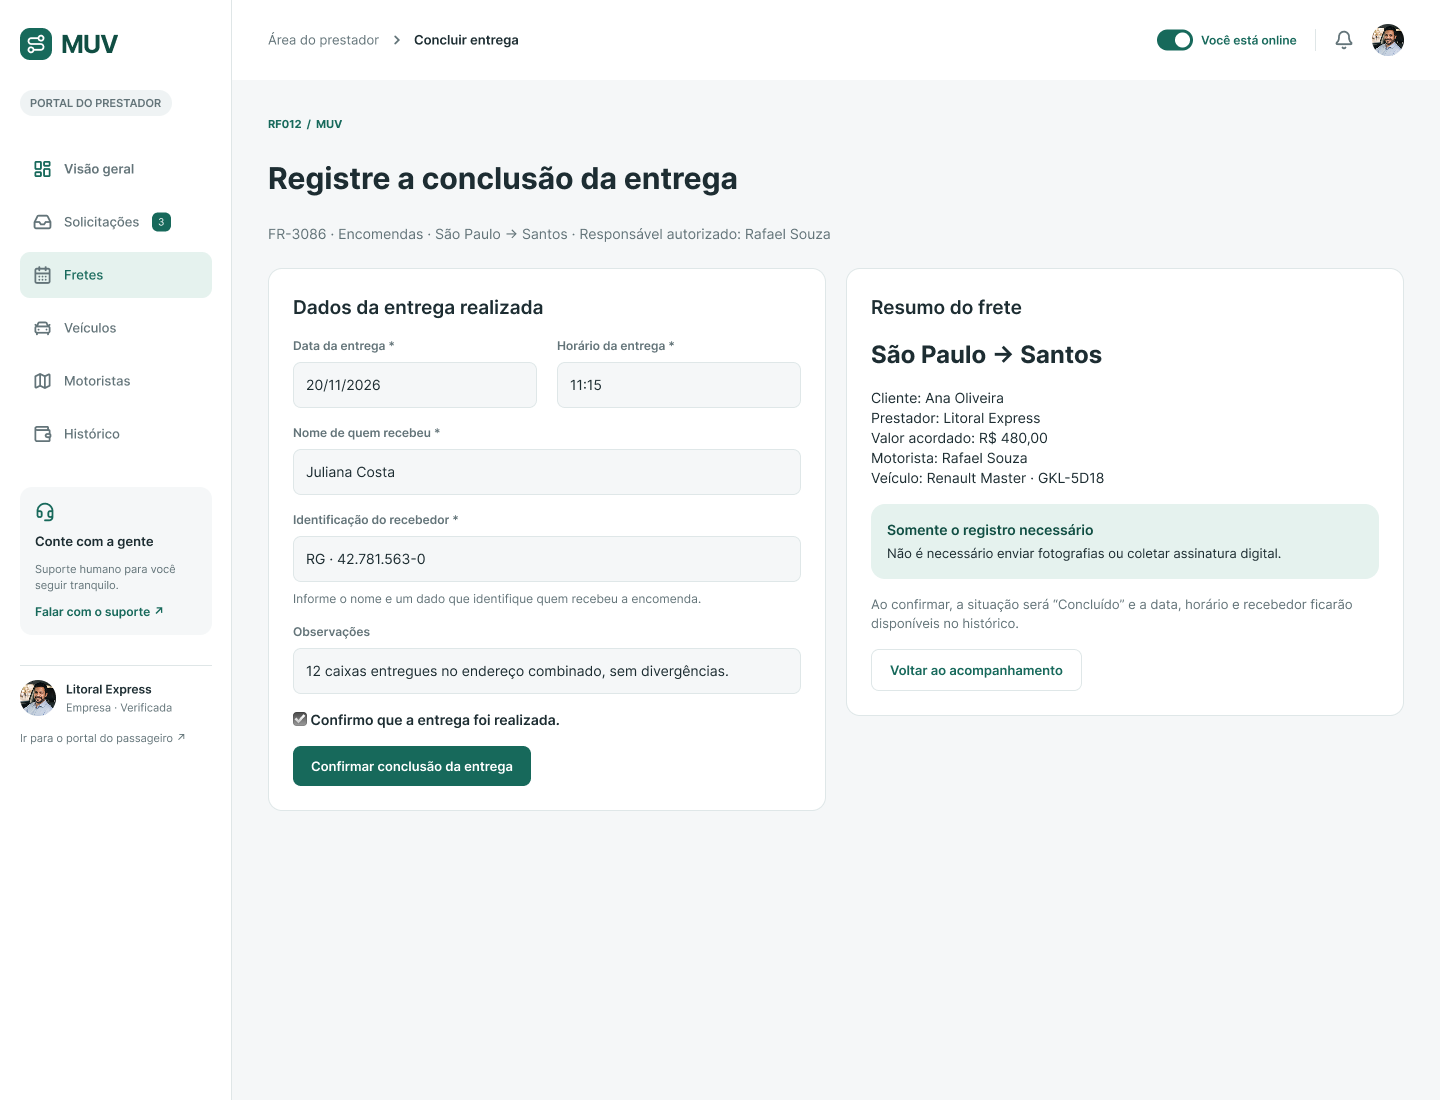 MUV
PORTAL DO PRESTADOR
Visão geral
Solicitações 3
Fretes
Veículos
Motoristas
Histórico
Conte com a gente
Suporte humano para você
seguir tranquilo.
Falar com o suporte ↗
Litoral Express
Empresa · Verificada
Ir para o portal do passageiro ↗
Área do prestador > Concluir entrega
Você está online
RF012 / MUV
Registre a conclusão da entrega
FR-3086 · Encomendas · São Paulo → Santos · Responsável autorizado: Rafael Souza
Dados da entrega realizada
Data da entrega * Horário da entrega *
20/11/2026 11:15
Nome de quem recebeu *
Juliana Costa
Identificação do recebedor *
RG · 42.781.563-0
Informe o nome e um dado que identifique quem recebeu a encomenda.
Observações
12 caixas entregues no endereço combinado, sem divergências.
Confirmo que a entrega foi realizada.
Confirmar conclusão da entrega
Resumo do frete
São Paulo → Santos
Cliente: Ana Oliveira
Prestador: Litoral Express
Valor acordado: R$ 480,00
Motorista: Rafael Souza
Veículo: Renault Master · GKL-5D18
Somente o registro necessário
Não é necessário enviar fotografias ou coletar assinatura digital.
Ao confirmar, a situação será “Concluído” e a data, horário e recebedor ficarão
disponíveis no histórico.
Voltar ao acompanhamento